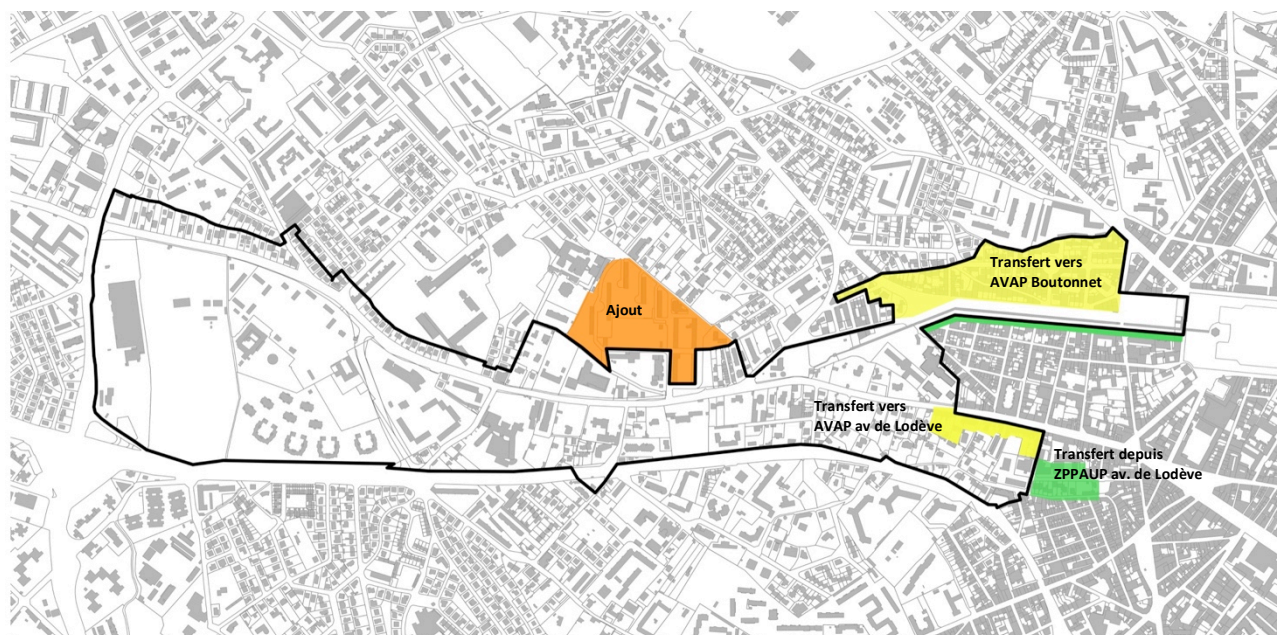 Transfert vers
AVAP Boutonnet
Ajout
Transfert vers
AVAP av de Lodève
Transfert depuis
ZPPAUP av. de Lodève